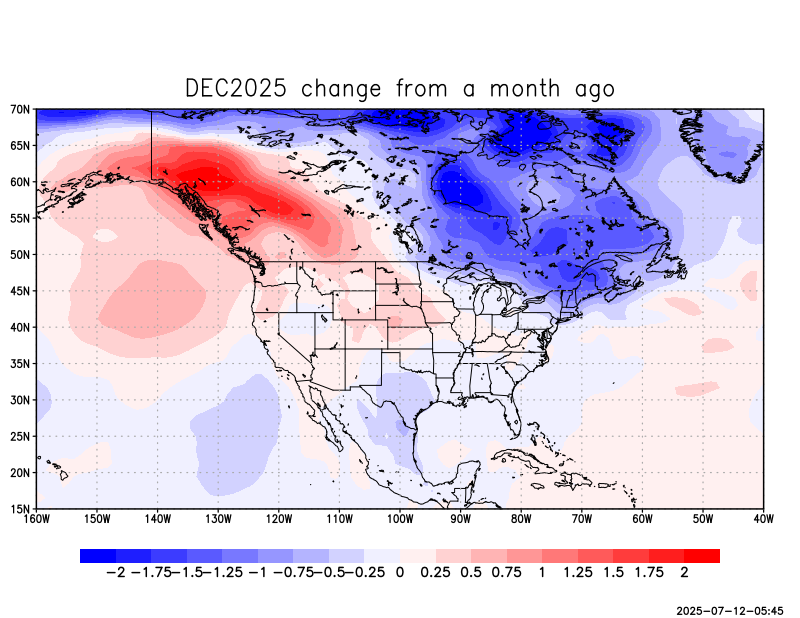 DEC2025 change from a month ago
70N
65N
60N
55N
50N
45N
40N
35N
30N
25N
20N
15N
160W 150W 140W 130W 120W 110W 100W 90W 80W 70W 60W 50W 40W
-2 -1.75 -1.5 -1.25 -1 -0.75 -0.5 -0.25 0 0.25 0.5 0.75 1 1.25 1.5 1.75 2
2025-07-12-05:45